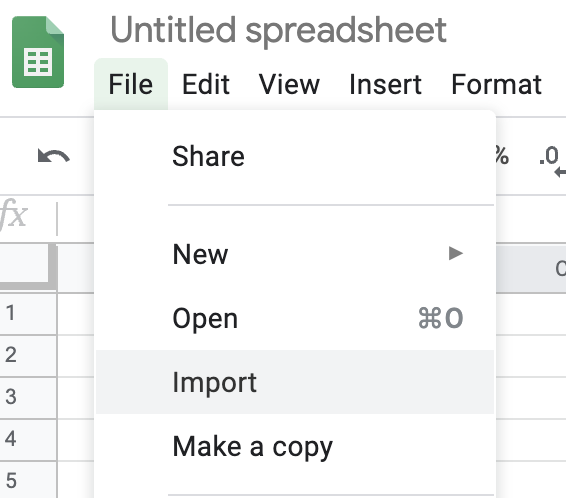 Untitled spreadsheet
File Edit View Insert Format
Share
% .0
fx
New
Open ⌘O
Import
Make a copy
1
2
3
4
5